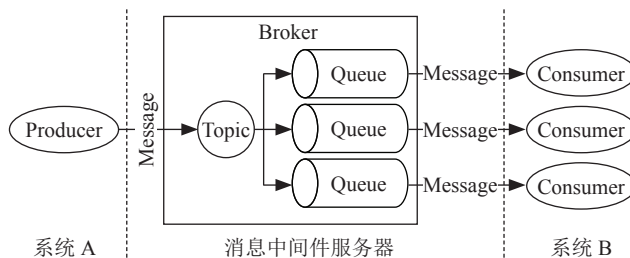 Broker
Queue Message Consumer
Producer Message Topic Queue Message Consumer
Queue Message Consumer
系统 A 消息中间件服务器 系统 B